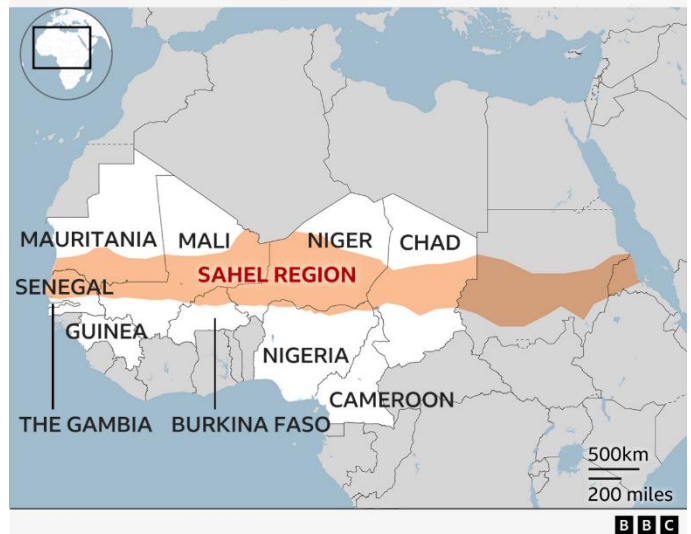 MAURITANIA
MALI
NIGER
CHAD
SAHEL REGION
SENEGAL
GUINEA
NIGERIA
CAMEROON
THE GAMBIA
BURKINA FASO
500km
200 miles
BBC